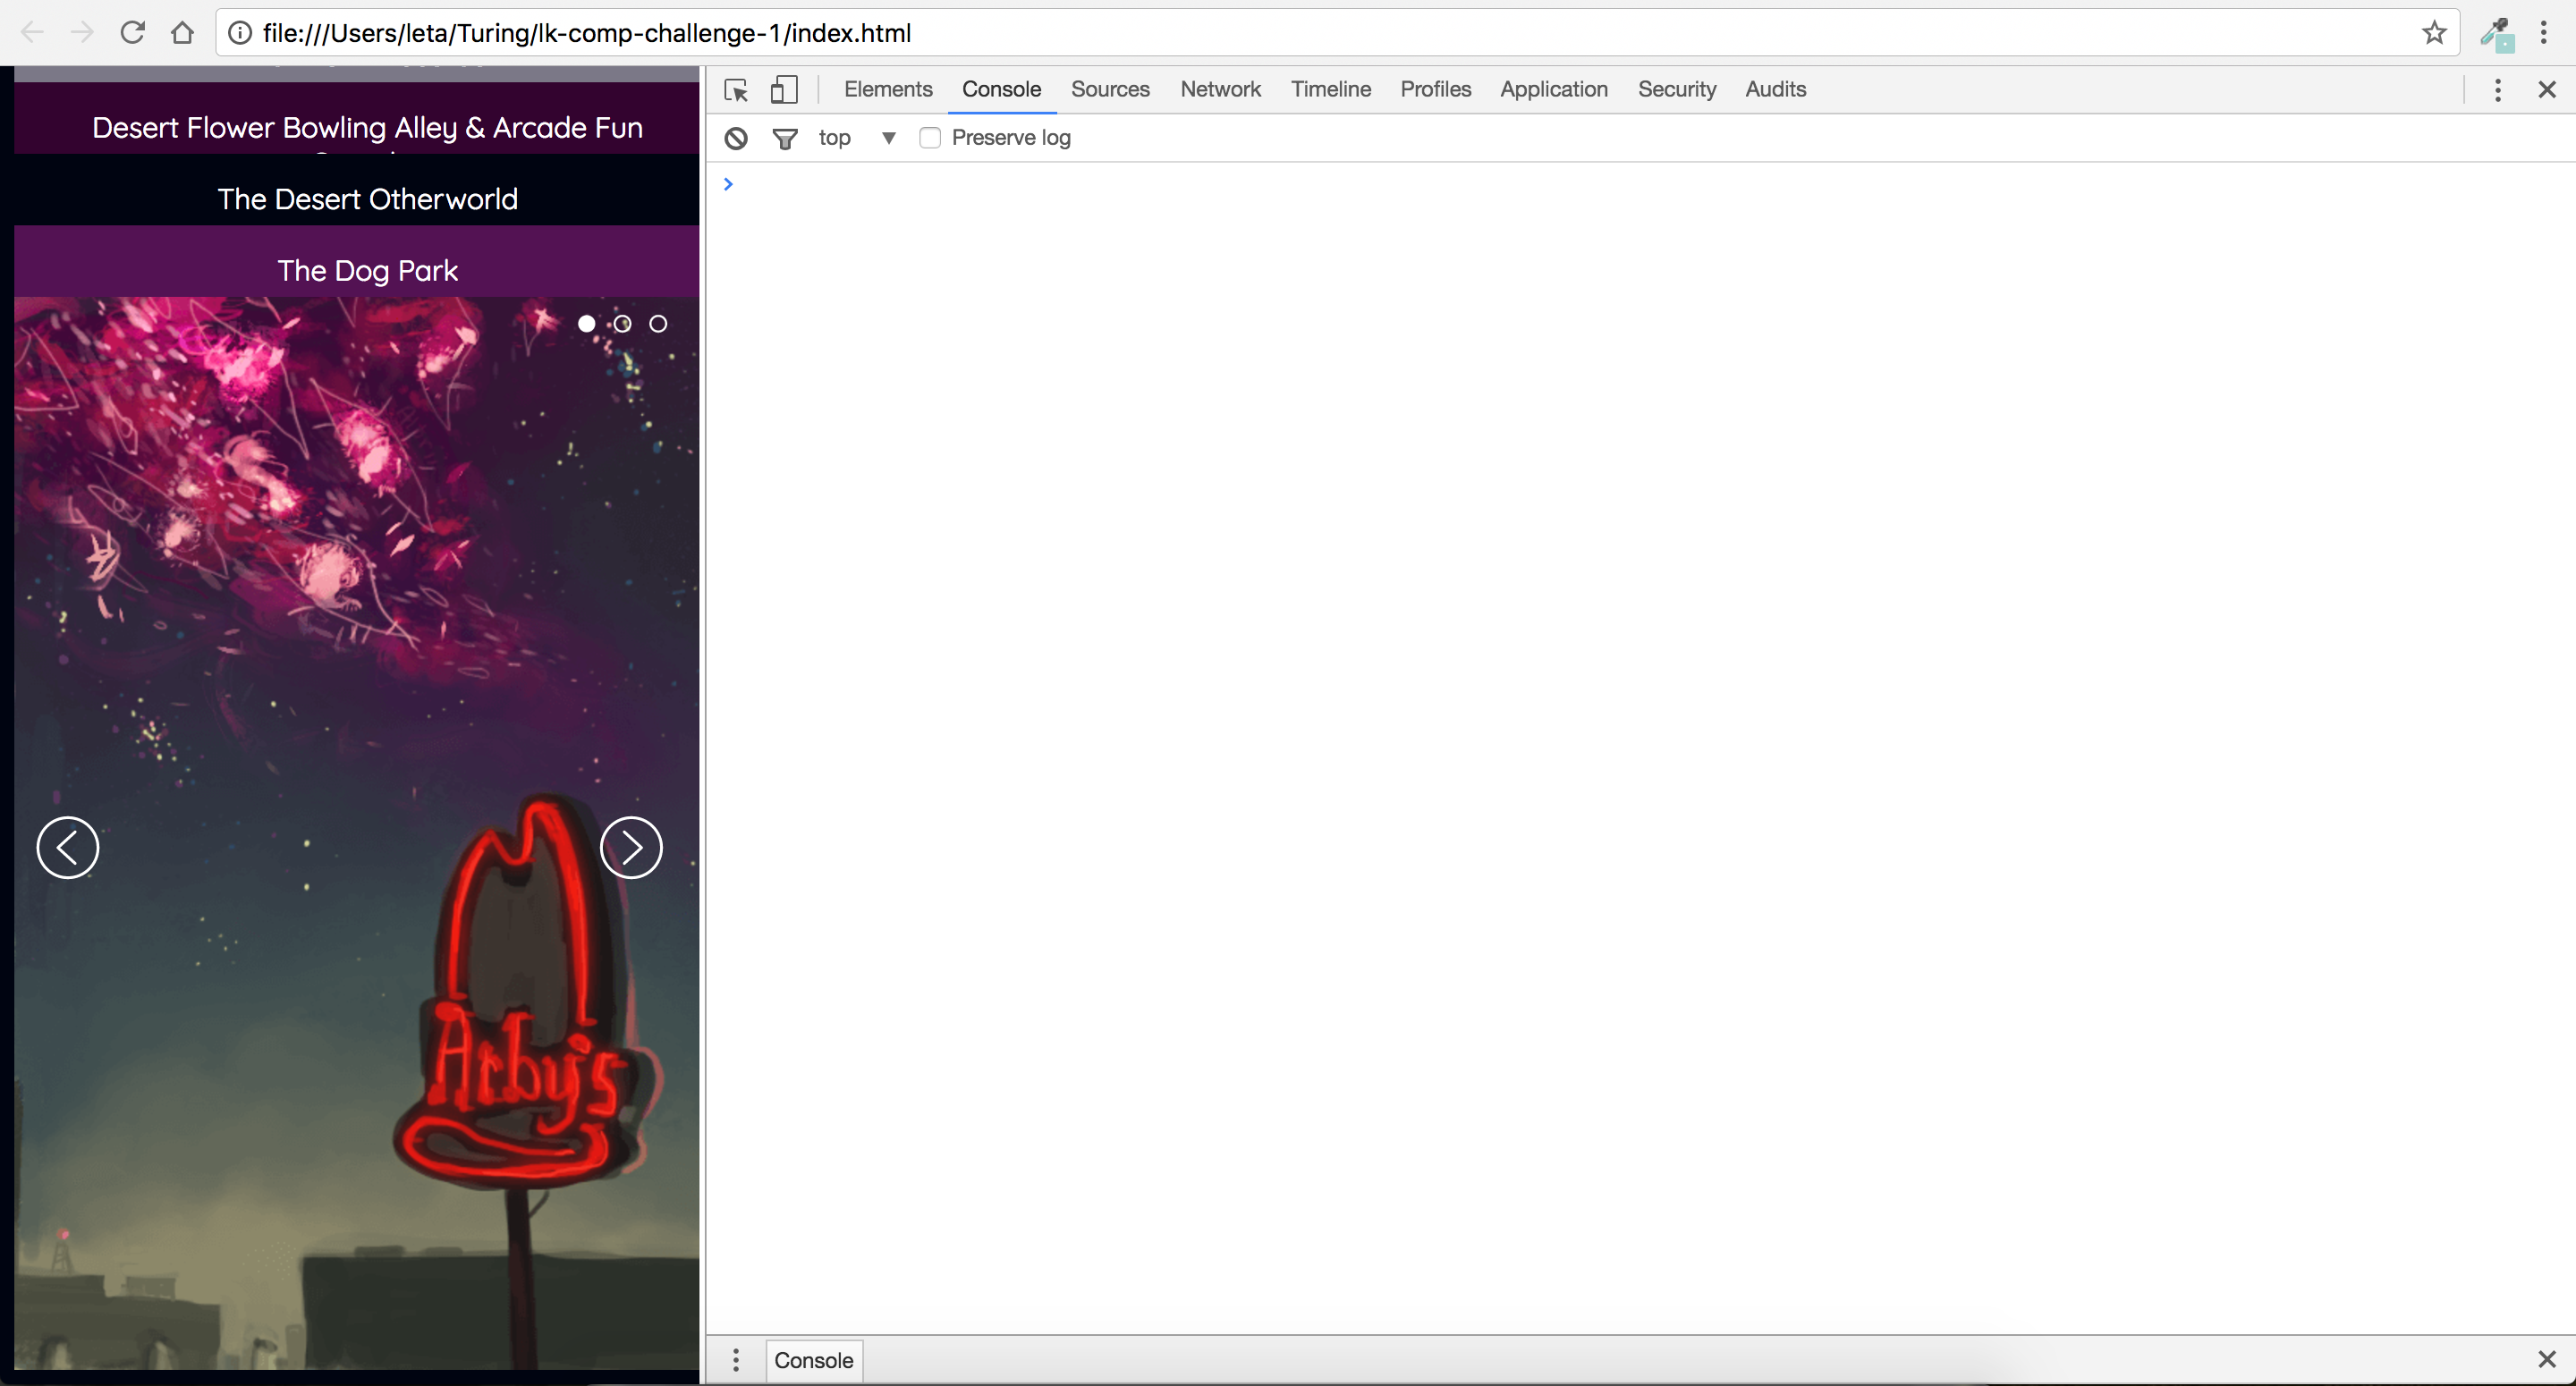 file:///Users/leta/Turing/lk-comp-challenge-1/index.html
Elements Console Sources Network Timeline Profiles Application Security Audits
top Preserve log
Desert Flower Bowling Alley & Arcade Fun
The Desert Otherworld
The Dog Park
Arby's
Console